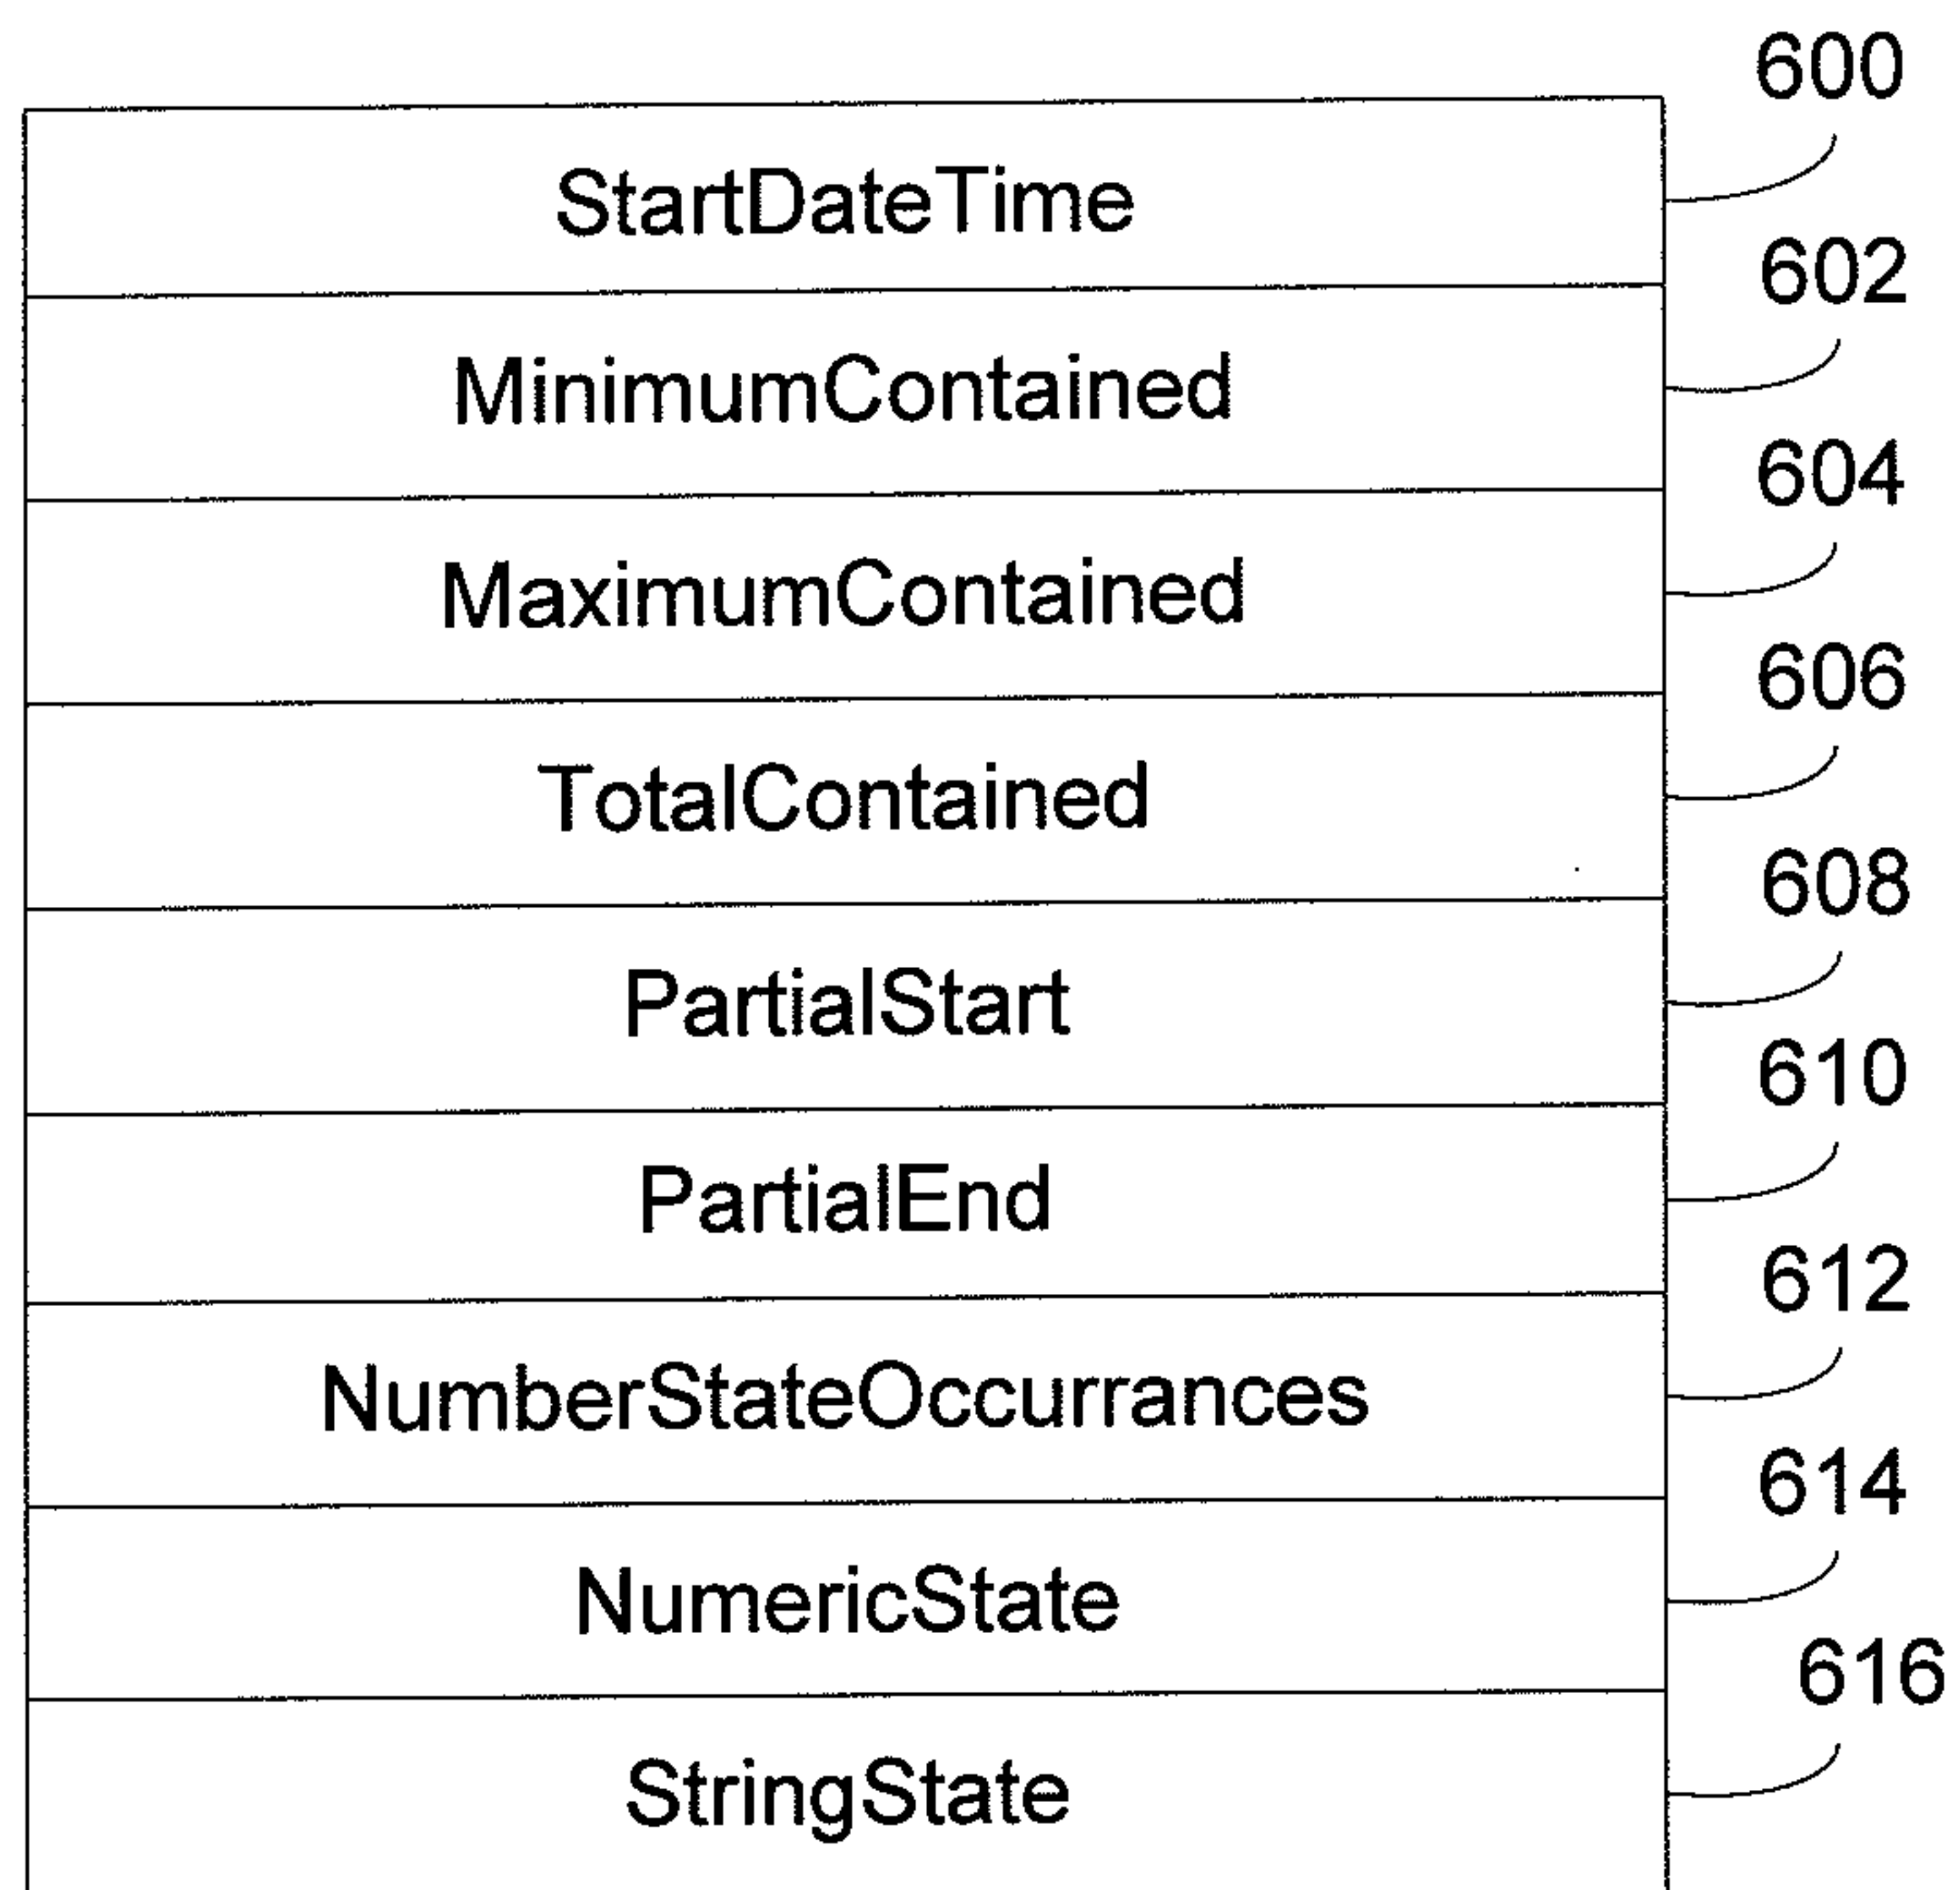 600
StartDateTime
602
MinimumContained
604
MaximumContained
606
TotalContained
608
PartialStart
610
PartialEnd
612
NumberStateOccurrances
614
NumericState
616
StringState